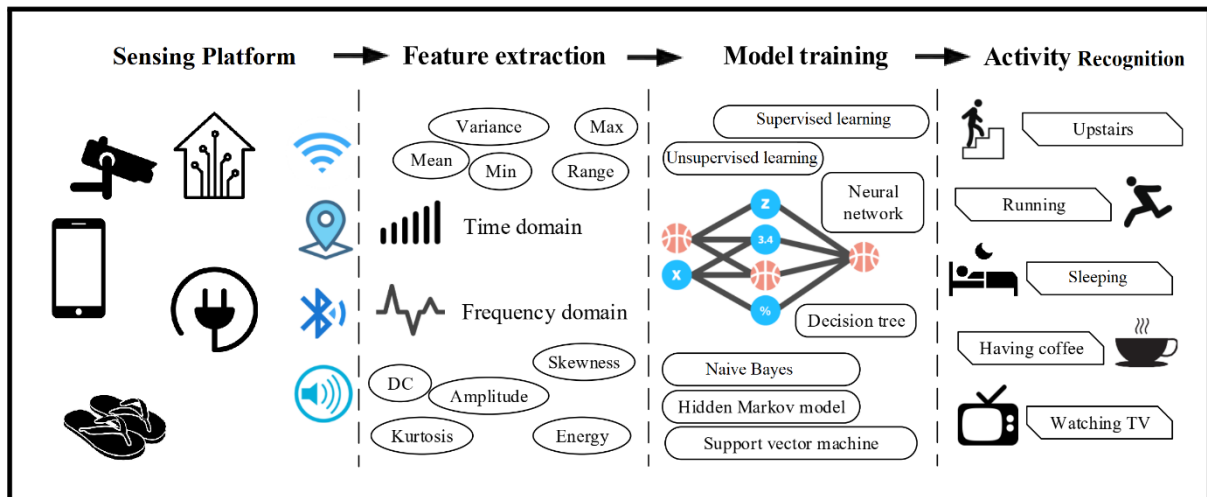 Sensing Platform
Feature extraction
Model training
Activity Recognition
Variance
Max
Mean
Min
Range
Time domain
Frequency domain
Skewness
DC
Amplitude
Kurtosis
Energy
Supervised learning
Unsupervised learning
Neural
network
Z
3.4
X
%
Decision tree
Naive Bayes
Hidden Markov model
Support vector machine
Upstairs
Running
Sleeping
Having coffee
Watching TV